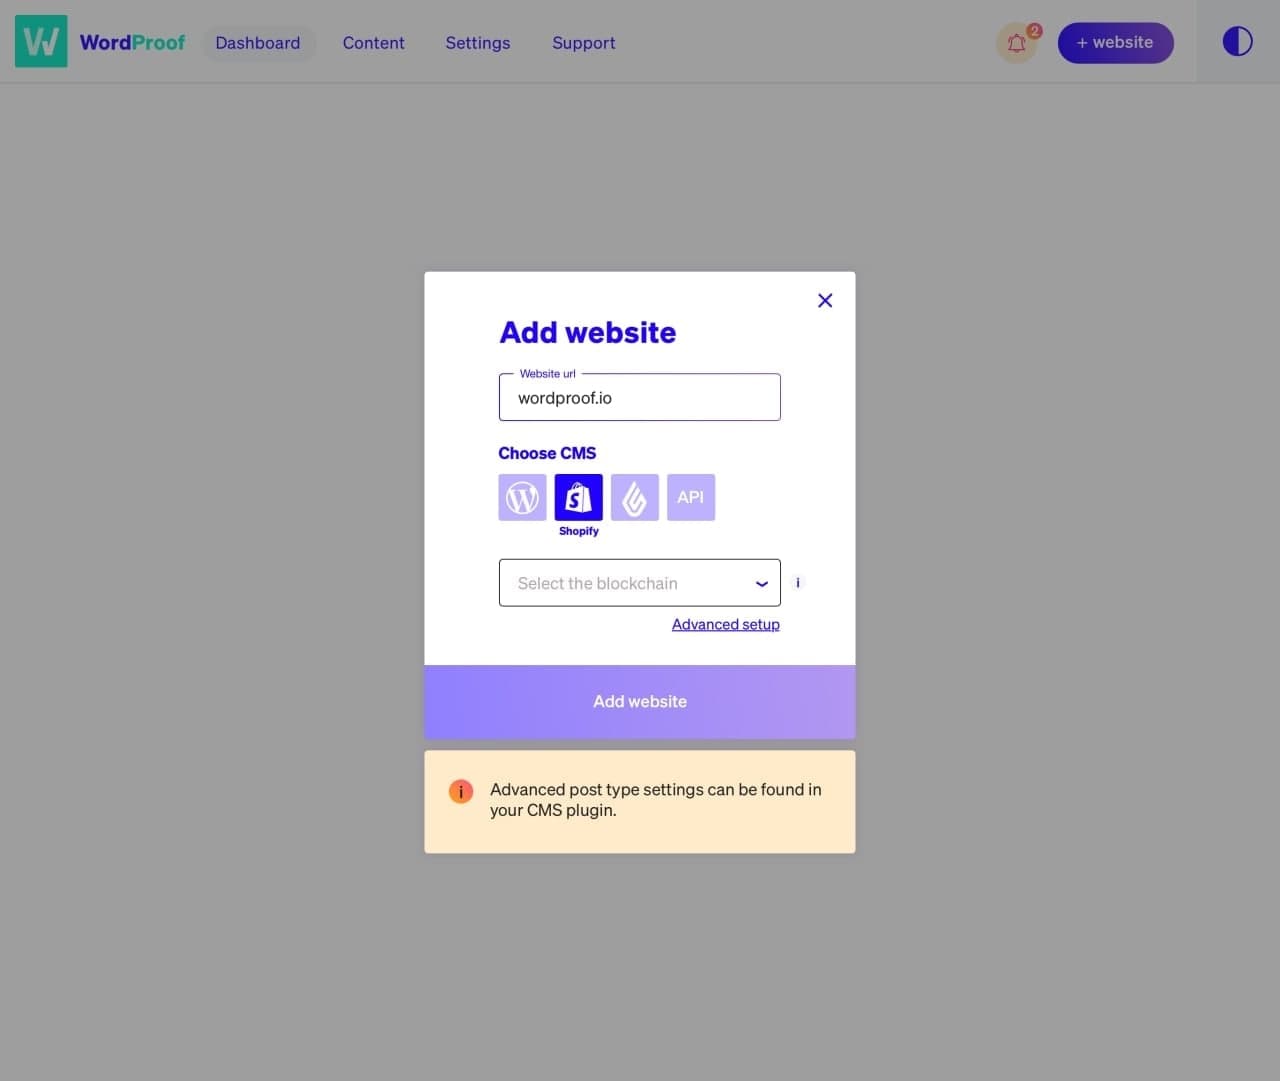 WordProof
Dashboard
Content
Settings
Support
2
+ website
Add website
Website url
wordproof.io
Choose CMS
API
Shopify
Select the blockchain
i
Advanced setup
Add website
i
Advanced post type settings can be found in
your CMS plugin.